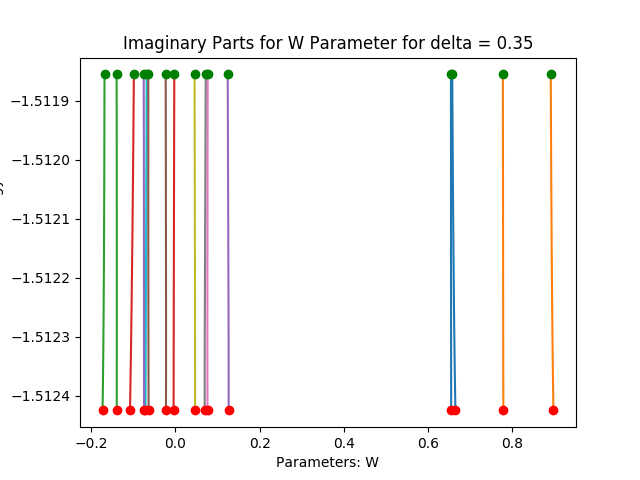 Imaginary Parts for W Parameter for delta = 0.35
−1.5119
−1.5120
−1.5121
−1.5122
−1.5123
−1.5124
−0.2 0.0 0.2 0.4 0.6 0.8
Parameters: W